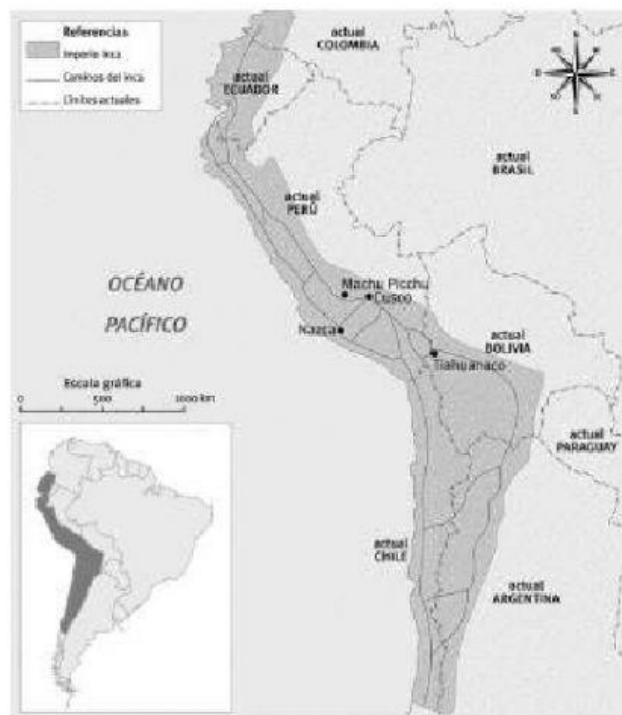 Referencias
Imperio inca
Caminos del inca
Límites actuales
actual
COLOMBIA
actual
ECUADOR
actual
BRASIL
actual
PERÚ
OCÉANO
PACÍFICO
Machu Picchu
Cusco
Nazca
actual
BOLIVIA
Tiahuanaco
Escala gráfica
0 500 1000 km
actual
PARAGUAY
actual
CHILE
actual
ARGENTINA